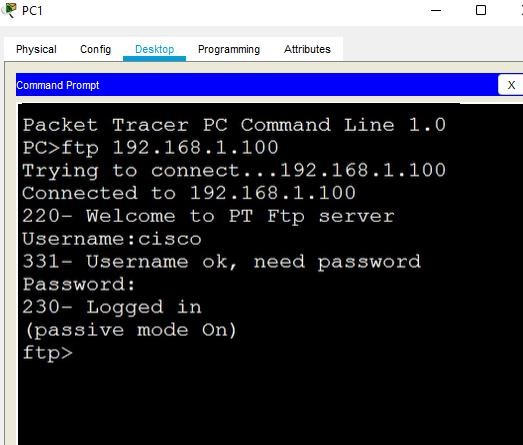 PC1
Physical Config Desktop Programming Attributes
Command Prompt X
Packet Tracer PC Command Line 1.0
PC>ftp 192.168.1.100
Trying to connect...192.168.1.100
Connected to 192.168.1.100
220- Welcome to PT Ftp server
Username:cisco
331- Username ok, need password
Password:
230- Logged in
(passive mode On)
ftp>